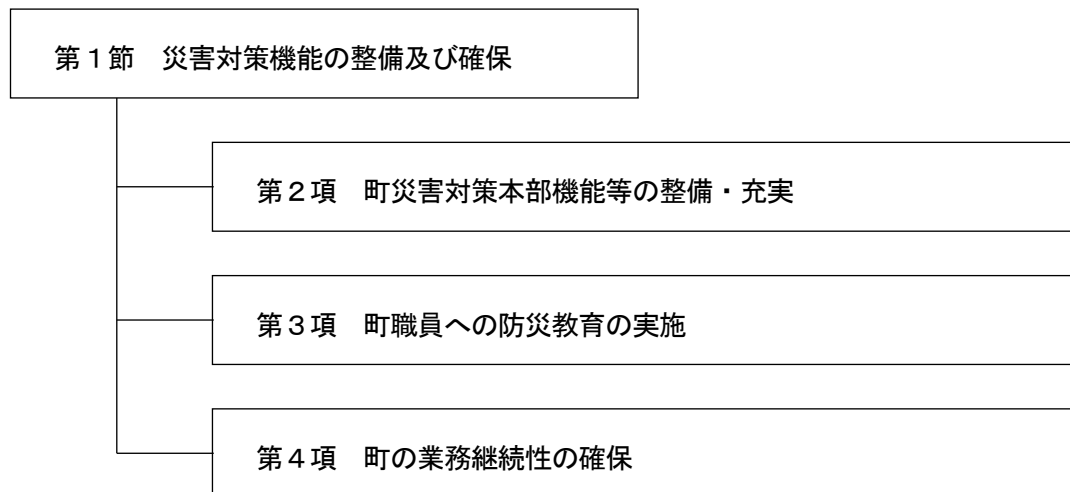 第１節　災害対策機能の整備及び確保
第２項　町災害対策本部機能等の整備・充実
第３項　町職員への防災教育の実施
第４項　町の業務継続性の確保